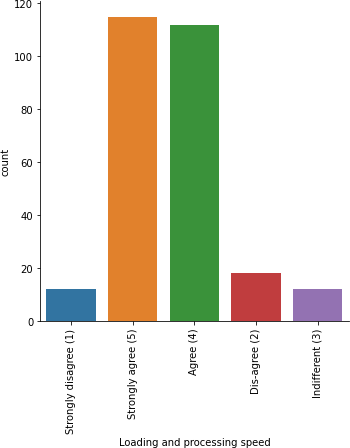 120
100
80
60
40
20
0
count
Strongly disagree (1)
Strongly agree (5)
Agree (4)
Dis-agree (2)
Indifferent (3)
Loading and processing speed